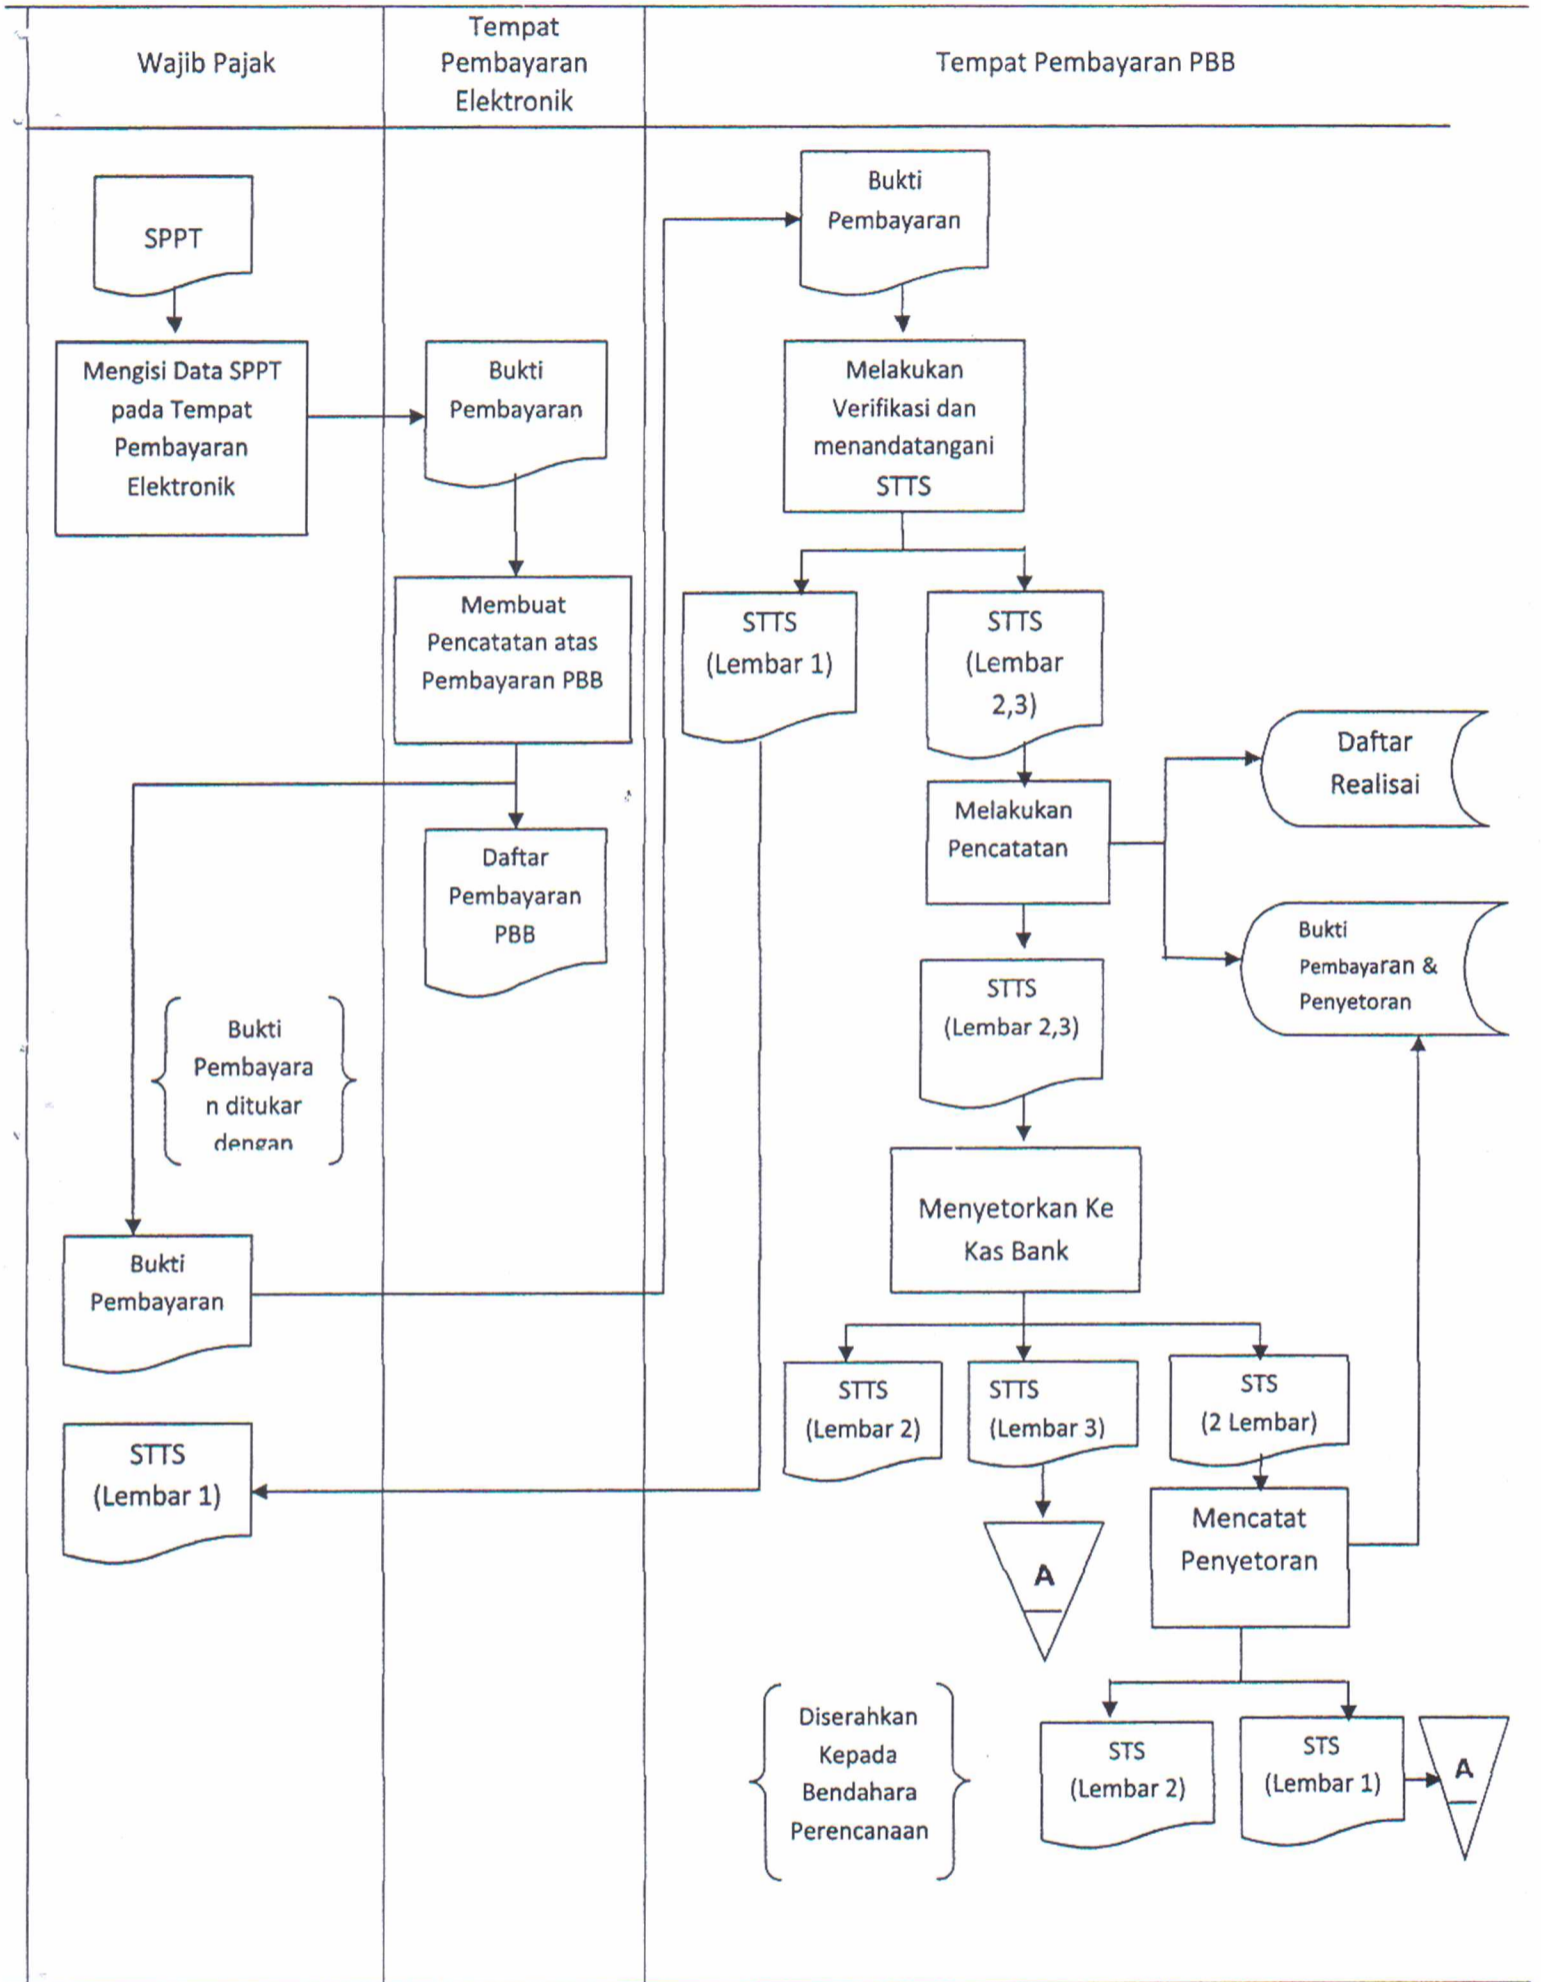 Wajib Pajak
Tempat
Pembayaran
Elektronik
Tempat Pembayaran PBB
SPPT
Mengisi Data SPPT
pada Tempat
Pembayaran
Elektronik
Bukti
Pembayaran
Membuat
Pencatatan atas
Pembayaran PBB
Daftar
Pembayaran
PBB
Bukti
Pembayara
n ditukar
dengan
Bukti
Pembayaran
STTS
(Lembar 1)
Bukti
Pembayaran
Melakukan
Verifikasi dan
menandatangani
STTS
STTS
(Lembar 1)
STTS
(Lembar
2,3)
Melakukan
Pencatatan
Daftar
Realisai
Bukti
Pembayaran &
Penyetoran
STTS
(Lembar 2,3)
Menyetorkan Ke
Kas Bank
STTS
(Lembar 2)
STTS
(Lembar 3)
STS
(2 Lembar)
A
Mencatat
Penyetoran
Diserahkan
Kepada
Bendahara
Perencanaan
STS
(Lembar 2)
STS
(Lembar 1)
A